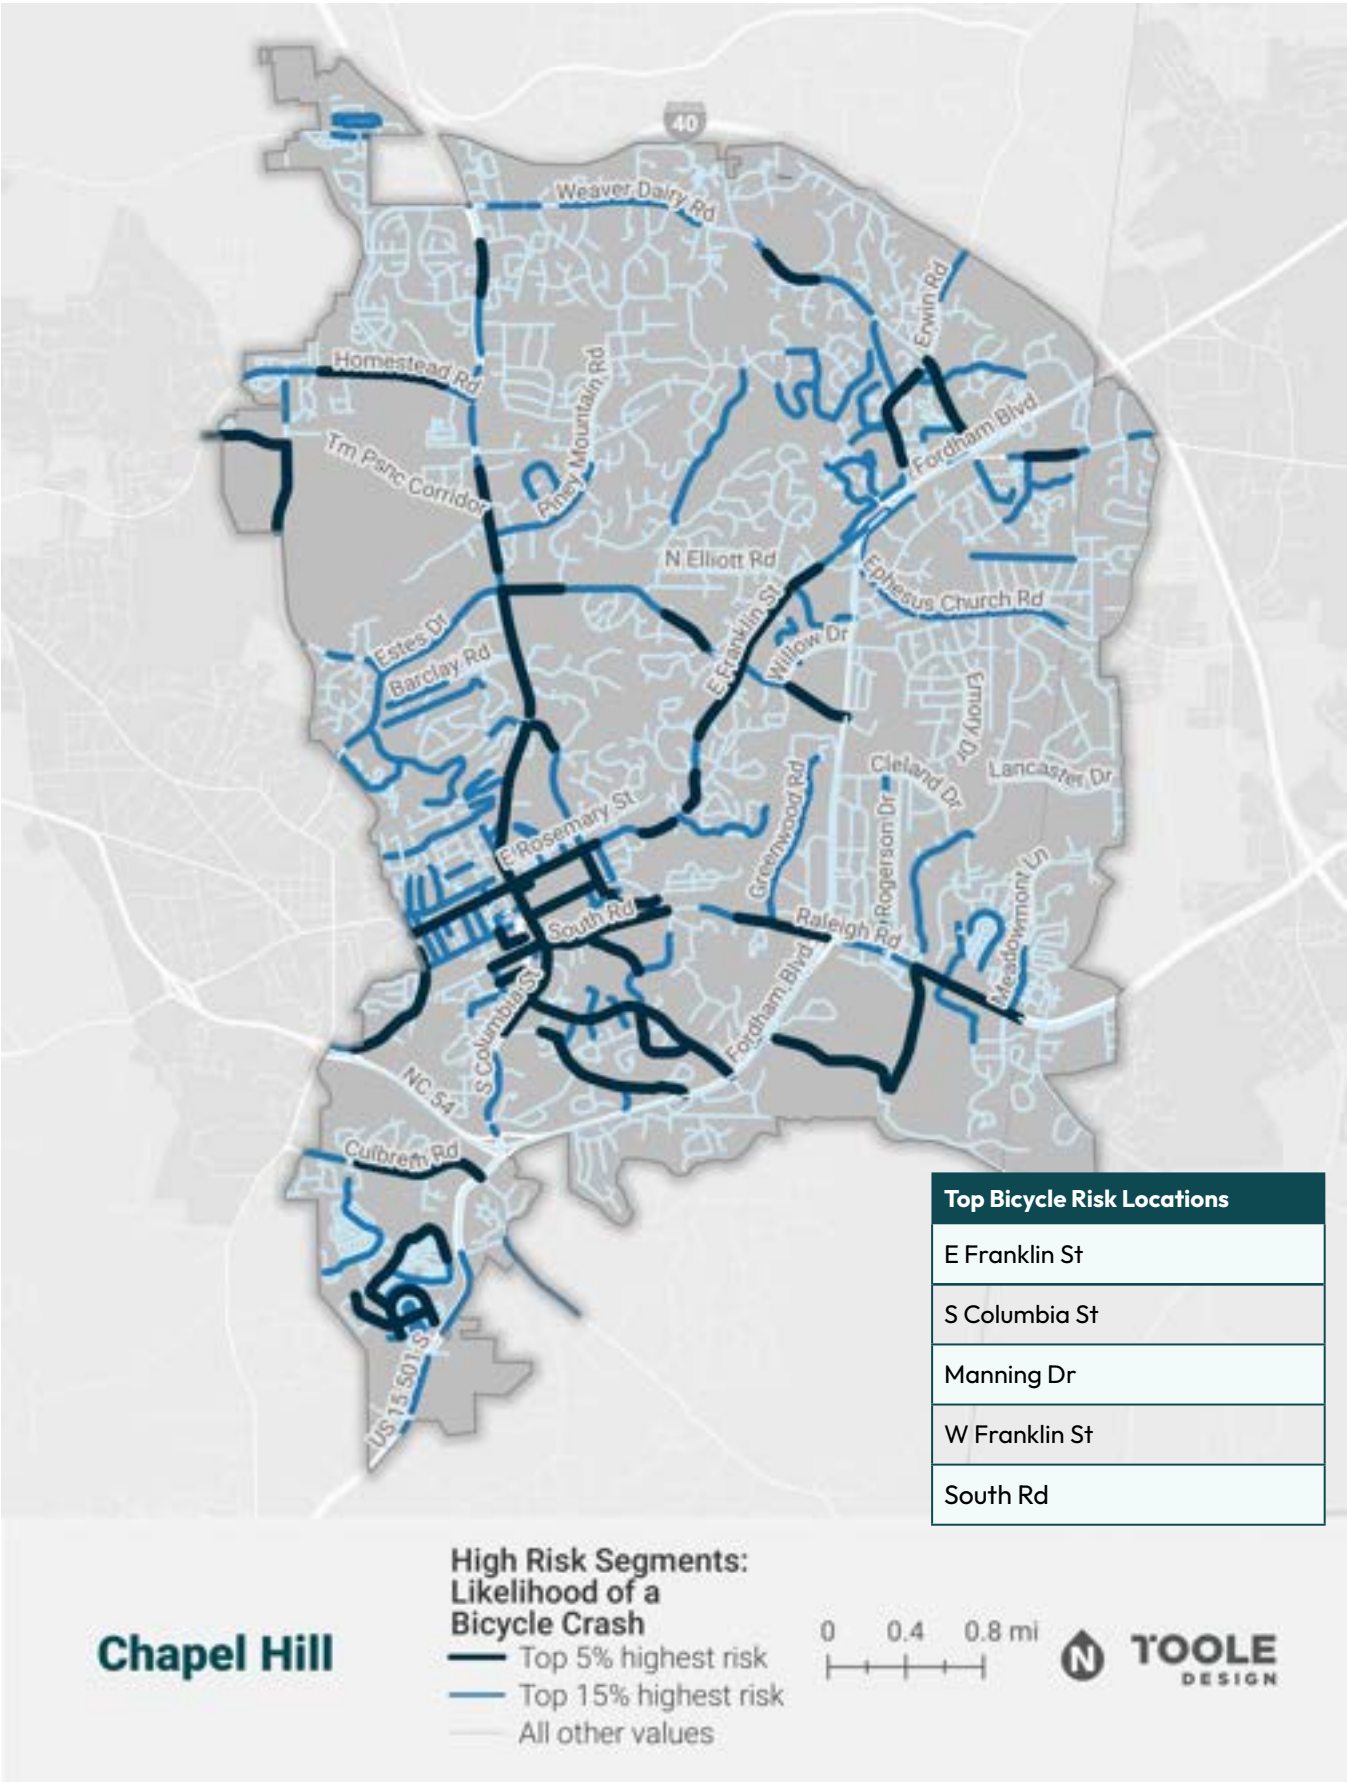 40
Weaver Dairy Rd
Erwin Rd
Homestead Rd
Piney Mountain Rd
Fordham Blvd
Tm Psnc Corridor
N Elliott Rd
Ephesus Church Rd
E Franklin St
Willow Dr
Estes Dr
Barclay Rd
Emory Dr
Cleland Dr
Lancaster Dr
Greenwood Rd
Rogerson Dr
E Rosemary St
Meadowmont Ln
South Rd
Raleigh Rd
Fordham Blvd
S Columbia St
NC 54
Culbreth Rd
US 15 501 S
Top Bicycle Risk Locations
E Franklin St
S Columbia St
Manning Dr
W Franklin St
South Rd
Chapel Hill
High Risk Segments:
Likelihood of a
Bicycle Crash
Top 5% highest risk
Top 15% highest risk
All other values
0 0.4 0.8 mi
N
TOOLE
DESIGN